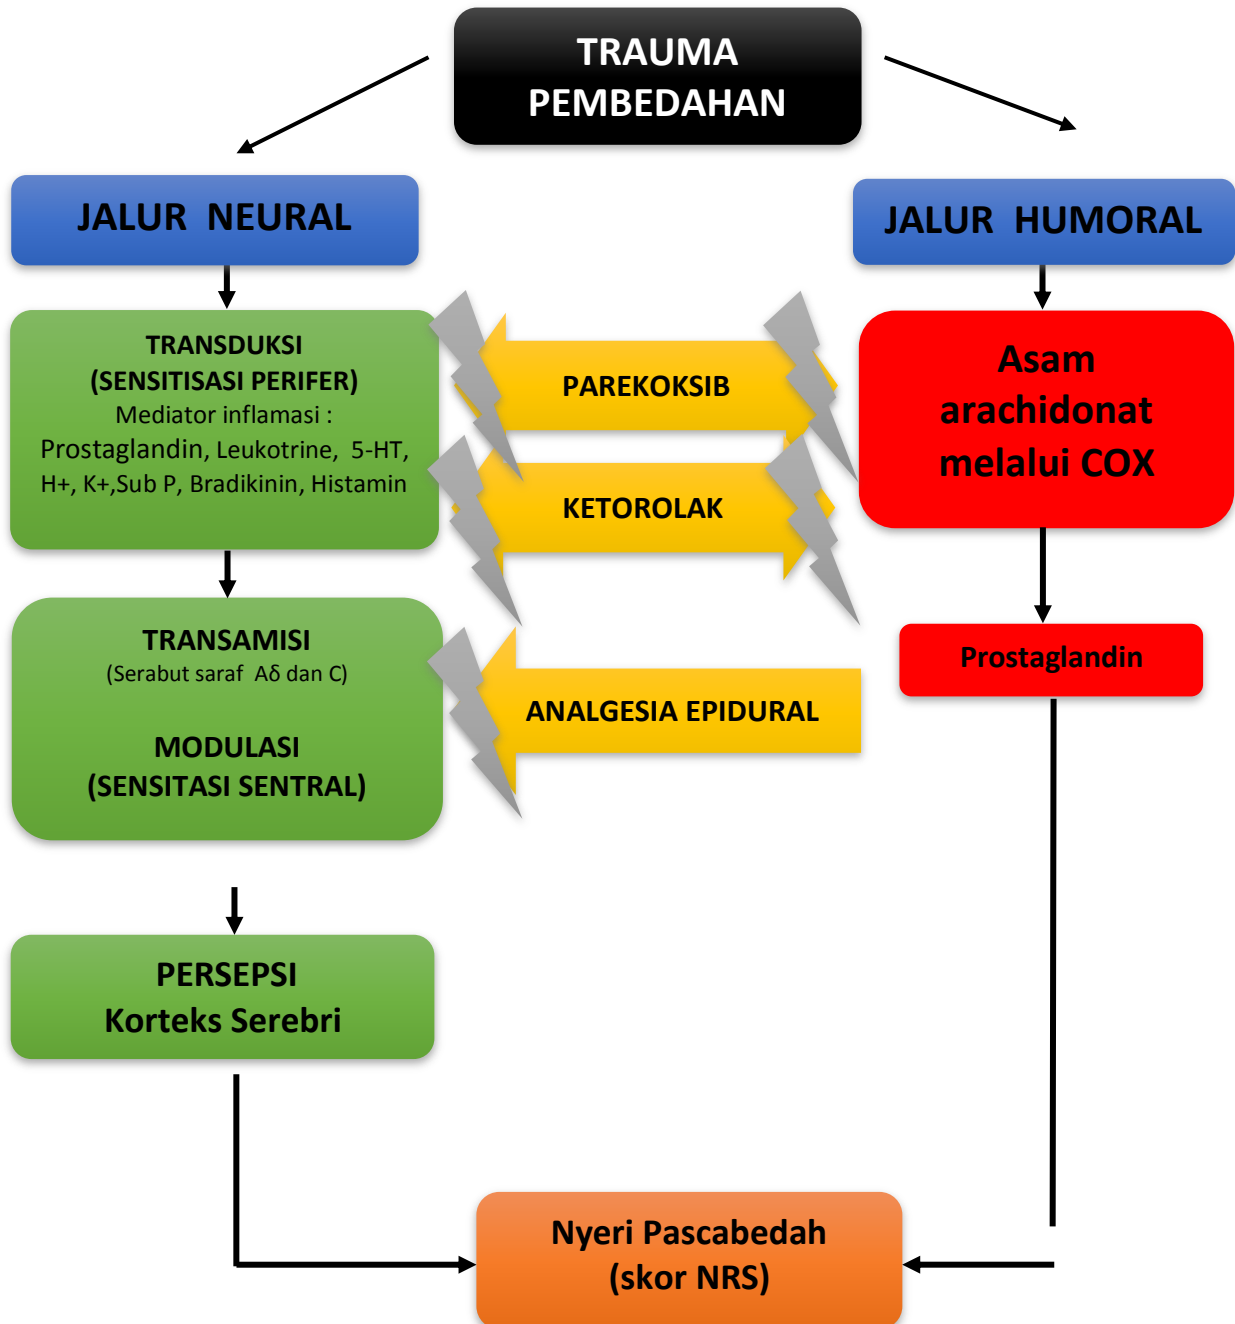 TRAUMA
PEMBEDAHAN
JALUR NEURAL
JALUR HUMORAL
TRANSDUKSI
(SENSITISASI PERIFER)
Mediator inflamasi :
Prostaglandin, Leukotrine, 5-HT,
H+, K+,Sub P, Bradikinin, Histamin
PAREKOKSIB
KETOROLAK
Asam
arachidonat
melalui COX
TRANSAMISI
(Serabut saraf Aδ dan C)
MODULASI
(SENSITASI SENTRAL)
ANALGESIA EPIDURAL
Prostaglandin
PERSEPSI
Korteks Serebri
Nyeri Pascabedah
(skor NRS)